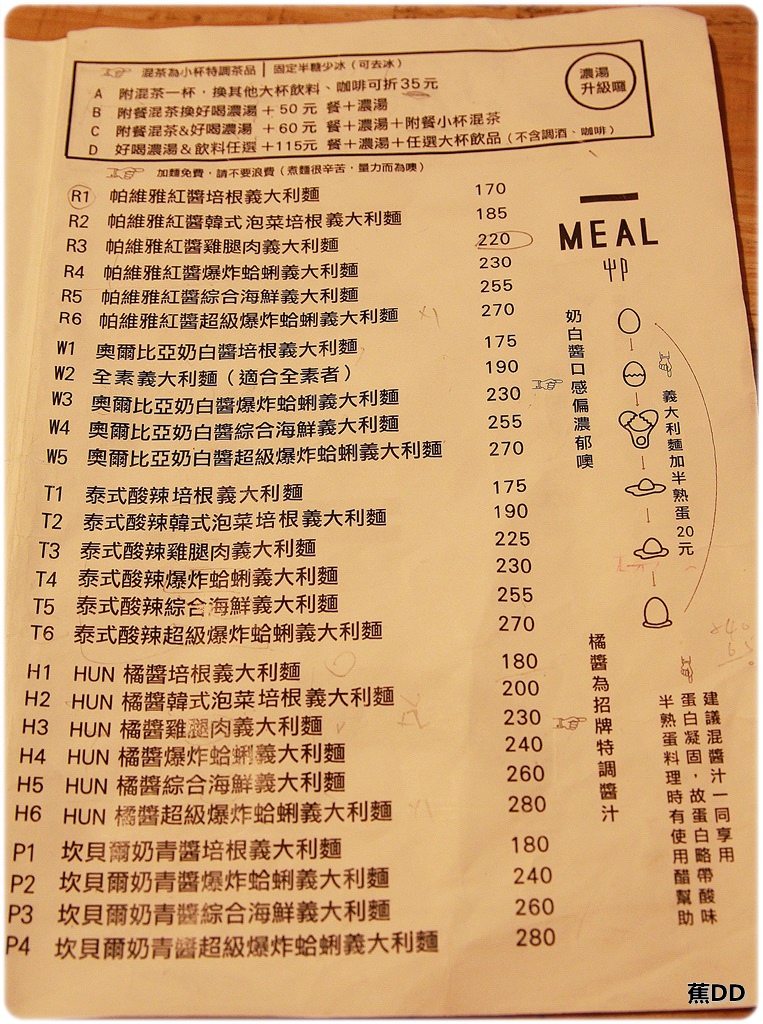 混茶為小杯特調茶品 | 固定半糖少冰（可去冰）
A 附混茶一杯，換其他大杯飲料、咖啡可折35元
B 附餐混茶換好喝濃湯＋50元 餐＋濃湯
C 附餐混茶&好喝濃湯 ＋60元 餐＋濃湯＋附餐小杯混茶
D 好喝濃湯&飲料任選＋115元 餐＋濃湯＋任選大杯飲品（不含調酒、咖啡）
濃湯
升級囉
加麵免費，請不要浪費（煮麵很辛苦，量力而為噢）
R1 帕維雅紅醬培根義大利麵 170
R2 帕維雅紅醬韓式泡菜培根義大利麵 185
R3 帕維雅紅醬雞腿肉義大利麵 220
R4 帕維雅紅醬爆炸蛤蜊義大利麵 230
R5 帕維雅紅醬綜合海鮮義大利麵 255
R6 帕維雅紅醬超級爆炸蛤蜊義大利麵 270
W1 奧爾比亞奶白醬培根義大利麵 175
W2 全素義大利麵（適合全素者） 190
W3 奧爾比亞奶白醬爆炸蛤蜊義大利麵 230
W4 奧爾比亞奶白醬綜合海鮮義大利麵 255
W5 奧爾比亞奶白醬超級爆炸蛤蜊義大利麵 270
T1 泰式酸辣培根義大利麵 175
T2 泰式酸辣韓式泡菜培根義大利麵 190
T3 泰式酸辣雞腿肉義大利麵 225
T4 泰式酸辣爆炸蛤蜊義大利麵 230
T5 泰式酸辣綜合海鮮義大利麵 255
T6 泰式酸辣超級爆炸蛤蜊義大利麵 270
H1 HUN 橘醬培根義大利麵 180
H2 HUN 橘醬韓式泡菜培根義大利麵 200
H3 HUN 橘醬雞腿肉義大利麵 230
H4 HUN 橘醬爆炸蛤蜊義大利麵 240
H5 HUN 橘醬綜合海鮮義大利麵 260
H6 HUN 橘醬超級爆炸蛤蜊義大利麵 280
P1 坎貝爾奶青醬培根義大利麵 180
P2 坎貝爾奶青醬爆炸蛤蜊義大利麵 240
P3 坎貝爾奶青醬綜合海鮮義大利麵 260
P4 坎貝爾奶青醬超級爆炸蛤蜊義大利麵 280
MEAL
奶白醬口感偏濃郁噢
義大利麵加半熟蛋20元
橘醬為招牌特調醬汁
建議混醬汁一同享用
蛋白凝固，故蛋白略帶酸味
半熟蛋料理時有使用醋幫助
蕉DD